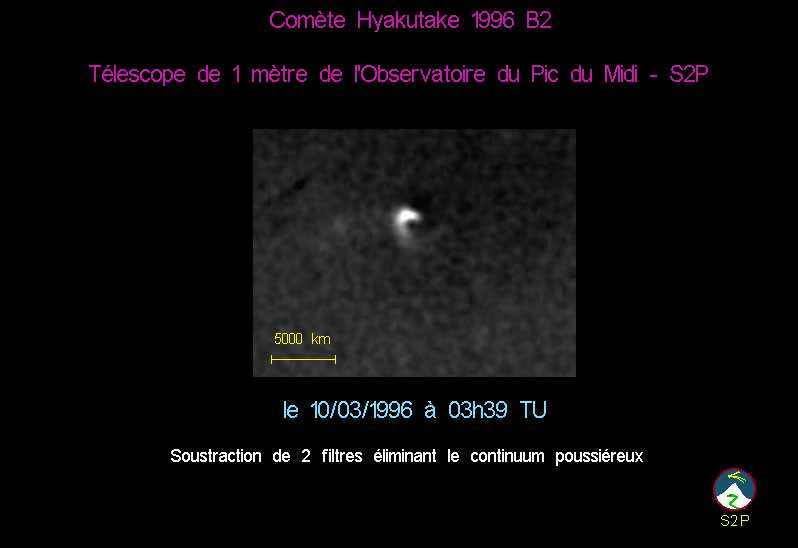 Comète Hyakutake 1996 B2
Télescope de 1 mètre de l'Observatoire du Pic du Midi - S2P
5000 km
le 10/03/1996 à 03h39 TU
Soustraction de 2 filtres éliminant le continuum poussiéreux
S2P